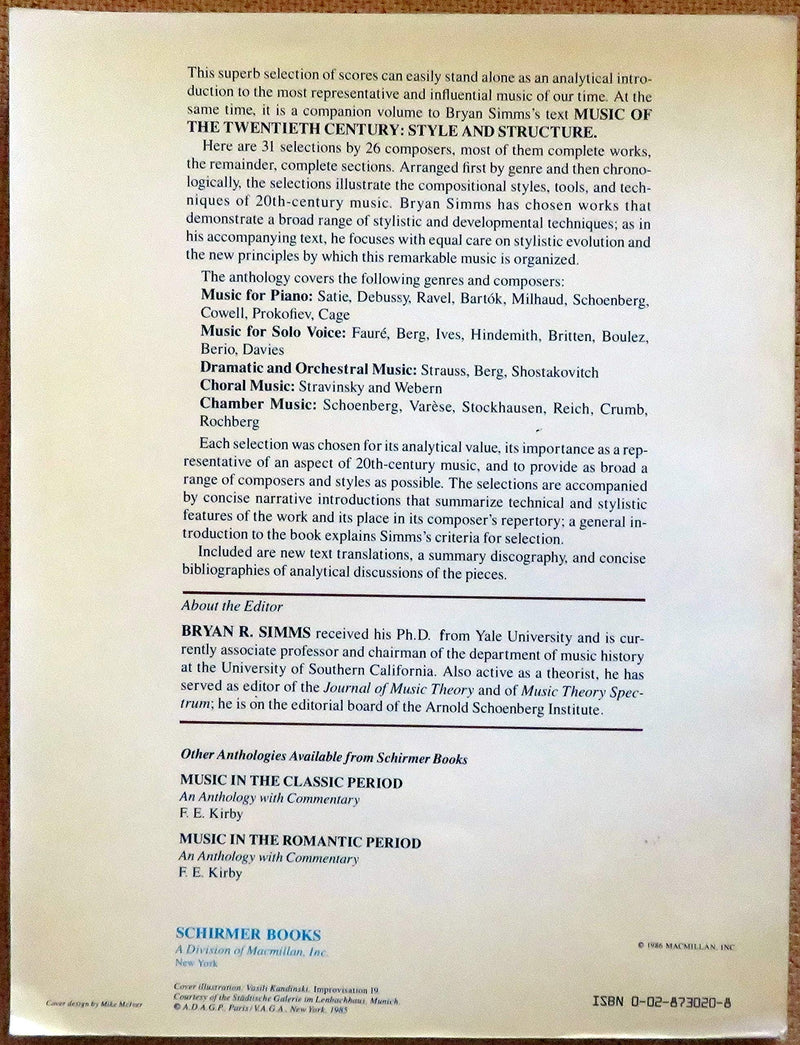 This superb selection of scores can easily stand alone as an analytical intro-
duction to the most representative and influential music of our time. At the
same time, it is a companion volume to Bryan Simms's text MUSIC OF
THE TWENTIETH CENTURY: STYLE AND STRUCTURE.
Here are 31 selections by 26 composers, most of them complete works,
the remainder, complete sections. Arranged first by genre and then chrono-
logically, the selections illustrate the compositional styles, tools, and tech-
niques of 20th-century music. Bryan Simms has chosen works that
demonstrate a broad range of stylistic and developmental techniques; as in
his accompanying text, he focuses with equal care on stylistic evolution and
the new principles by which this remarkable music is organized.
The anthology covers the following genres and composers:
Music for Piano: Satie, Debussy, Ravel, Bartók, Milhaud, Schoenberg,
Cowell, Prokofiev, Cage
Music for Solo Voice: Fauré, Berg, Ives, Hindemith, Britten, Boulez,
Berio, Davies
Dramatic and Orchestral Music: Strauss, Berg, Shostakovitch
Choral Music: Stravinsky and Webern
Chamber Music: Schoenberg, Varèse, Stockhausen, Reich, Crumb,
Rochberg
Each selection was chosen for its analytical value, its importance as a rep-
resentative of an aspect of 20th-century music, and to provide as broad a
range of composers and styles as possible. The selections are accompanied
by concise narrative introductions that summarize technical and stylistic
features of the work and its place in its composer's repertory; a general in-
troduction to the book explains Simms's criteria for selection.
Included are new text translations, a summary discography, and concise
bibliographies of analytical discussions of the pieces.
About the Editor
BRYAN R. SIMMS received his Ph.D. from Yale University and is cur-
rently associate professor and chairman of the department of music history
at the University of Southern California. Also active as a theorist, he has
served as editor of the Journal of Music Theory and of Music Theory Spec-
trum; he is on the editorial board of the Arnold Schoenberg Institute.
Other Anthologies Available from Schirmer Books
MUSIC IN THE CLASSIC PERIOD
An Anthology with Commentary
F. E. Kirby
MUSIC IN THE ROMANTIC PERIOD
An Anthology with Commentary
F. E. Kirby
SCHIRMER BOOKS
A Division of Macmillan, Inc.
New York
© 1986 MACMILLAN, INC
Cover illustration. Vasili Kandinski. Improvisation 19.
Courtesy of the Städtische Galerie im Lenbachhaus, Munich.
© A.D.A.G.P., Paris/V.A.G.A., New York, 1985
Cover design by Mike
ISBN 0-02-873020-8